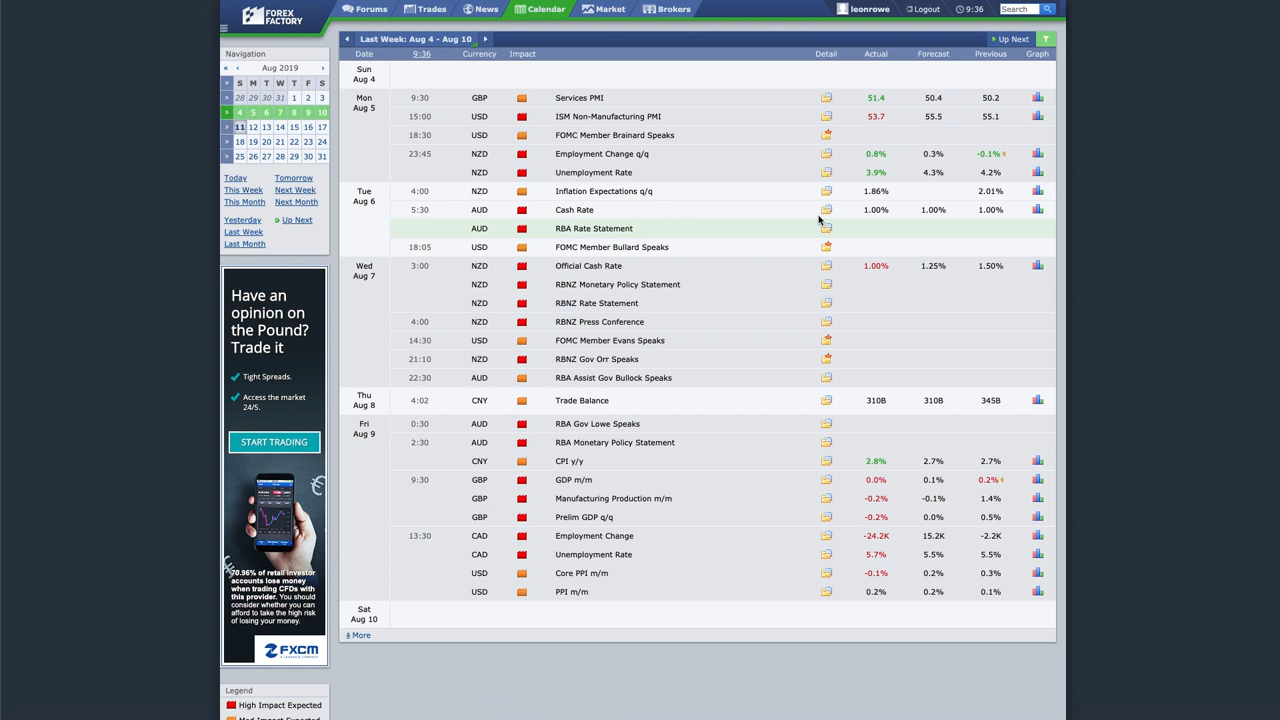 FOREX
FACTORY
Forums
Trades
News
Calendar
Market
Brokers
leonrowe
Logout
9:36
Search
Navigation
« ‹ Aug 2019 ›
S M T W T F S
28 29 30 31 1 2 3
4 5 6 7 8 9 10
11 12 13 14 15 16 17
18 19 20 21 22 23 24
25 26 27 28 29 30 31
Today Tomorrow
This Week Next Week
This Month Next Month
Yesterday Up Next
Last Week
Last Month
Have an
opinion on
the Pound?
Trade it
Tight Spreads.
Access the market
24/5.
START TRADING
70.96% of retail investor
accounts lose money
when trading CFDs with
this provider. You should
consider whether you can
afford to take the high risk
of losing your money.
FXCM
Legend
High Impact Expected
Med Impact Expected
Last Week: Aug 4 - Aug 10
Up Next
Date 9:36 Currency Impact Detail Actual Forecast Previous Graph
Sun
Aug 4
Mon
Aug 5
9:30 GBP Services PMI 51.4 50.4 50.2
15:00 USD ISM Non-Manufacturing PMI 53.7 55.5 55.1
18:30 USD FOMC Member Brainard Speaks
23:45 NZD Employment Change q/q 0.8% 0.3% -0.1%
NZD Unemployment Rate 3.9% 4.3% 4.2%
Tue
Aug 6
4:00 NZD Inflation Expectations q/q 1.86% 2.01%
5:30 AUD Cash Rate 1.00% 1.00% 1.00%
AUD RBA Rate Statement
18:05 USD FOMC Member Bullard Speaks
Wed
Aug 7
3:00 NZD Official Cash Rate 1.00% 1.25% 1.50%
NZD RBNZ Monetary Policy Statement
NZD RBNZ Rate Statement
4:00 NZD RBNZ Press Conference
14:30 USD FOMC Member Evans Speaks
21:10 NZD RBNZ Gov Orr Speaks
22:30 AUD RBA Assist Gov Bullock Speaks
Thu
Aug 8
4:02 CNY Trade Balance 310B 310B 345B
Fri
Aug 9
0:30 AUD RBA Gov Lowe Speaks
2:30 AUD RBA Monetary Policy Statement
CNY CPI y/y 2.8% 2.7% 2.7%
9:30 GBP GDP m/m 0.0% 0.1% 0.2%
GBP Manufacturing Production m/m -0.2% -0.1% 1.4%
GBP Prelim GDP q/q -0.2% 0.0% 0.5%
13:30 CAD Employment Change -24.2K 15.2K -2.2K
CAD Unemployment Rate 5.7% 5.5% 5.5%
USD Core PPI m/m -0.1% 0.2% 0.3%
USD PPI m/m 0.2% 0.2% 0.1%
Sat
Aug 10
More